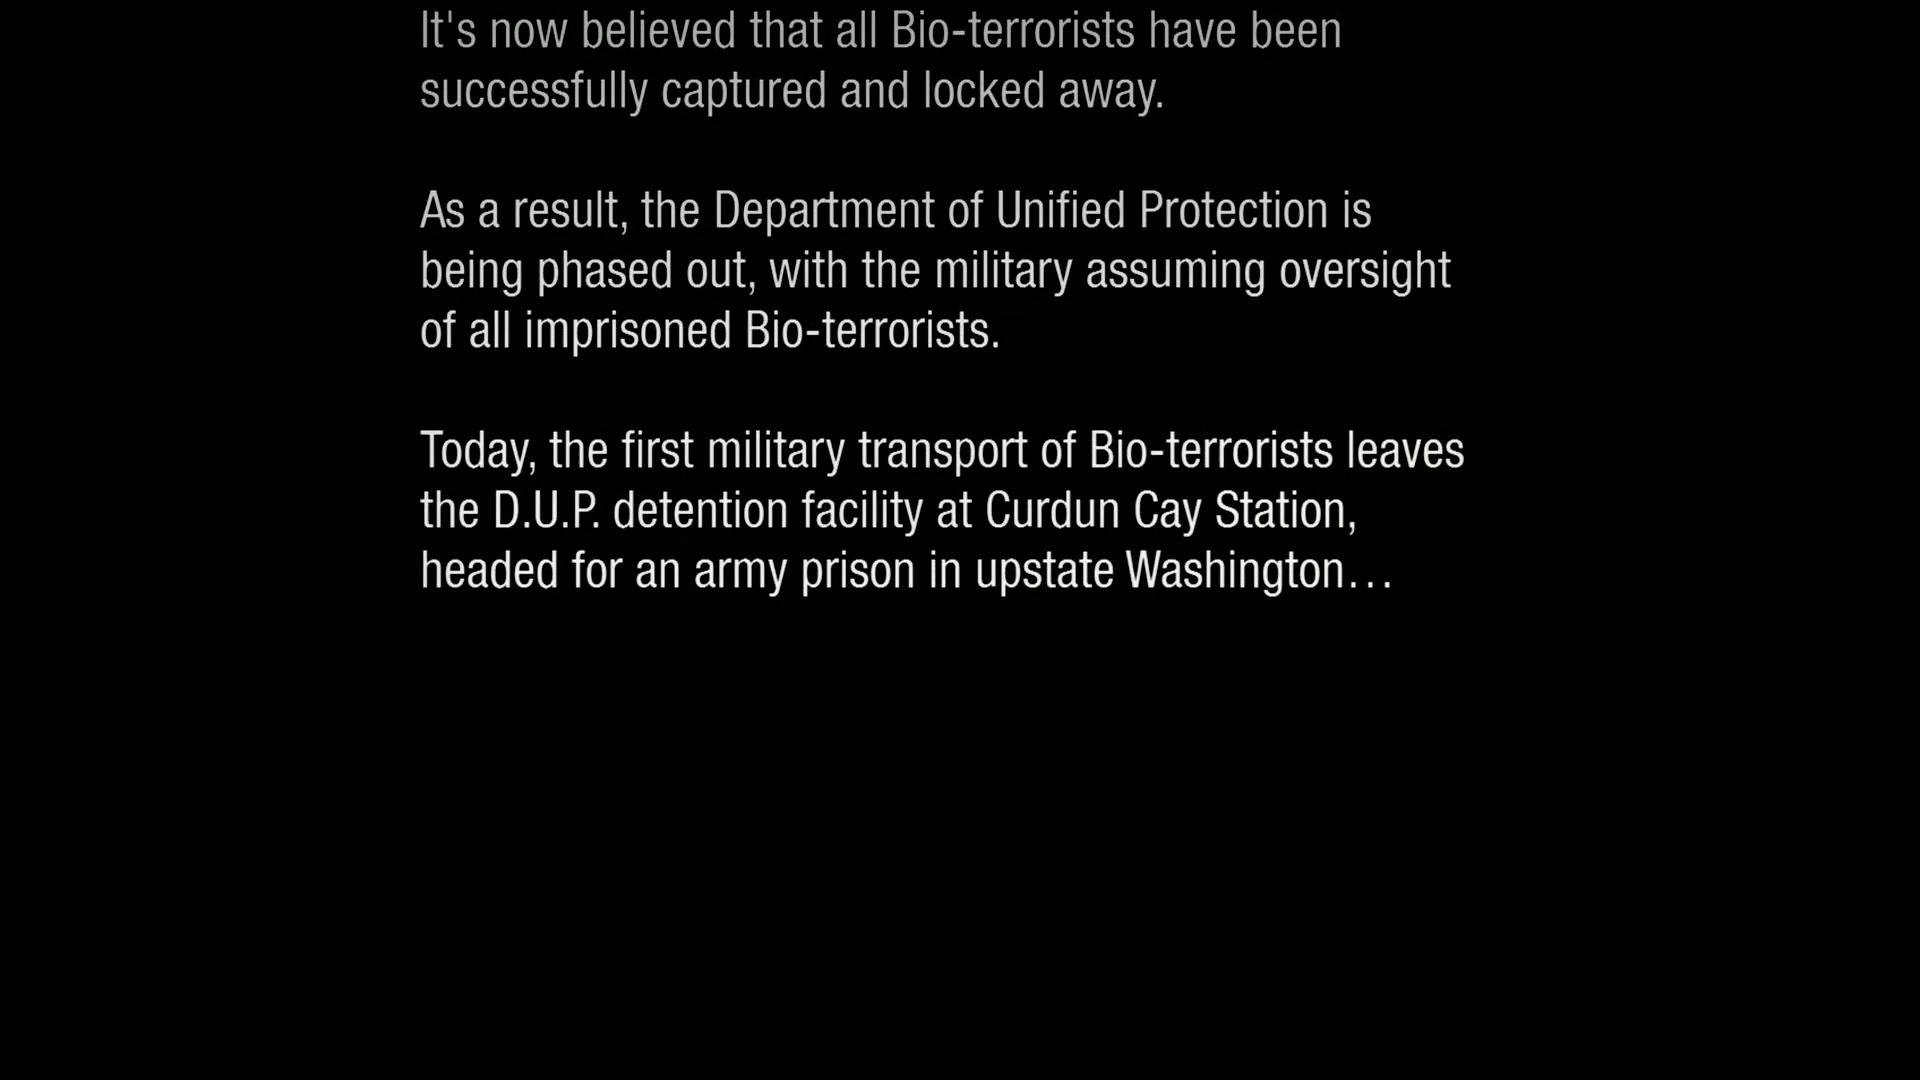 It's now believed that all Bio-terrorists have been
successfully captured and locked away.
As a result, the Department of Unified Protection is
being phased out, with the military assuming oversight
of all imprisoned Bio-terrorists.
Today, the first military transport of Bio-terrorists leaves
the D.U.P. detention facility at Curdun Cay Station,
headed for an army prison in upstate Washington…